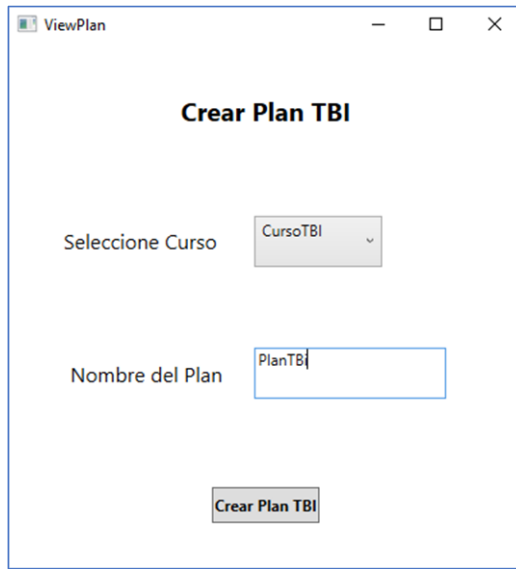 ViewPlan
Crear Plan TBI
Seleccione Curso
CursoTBI
Nombre del Plan
PlanTBi
Crear Plan TBI